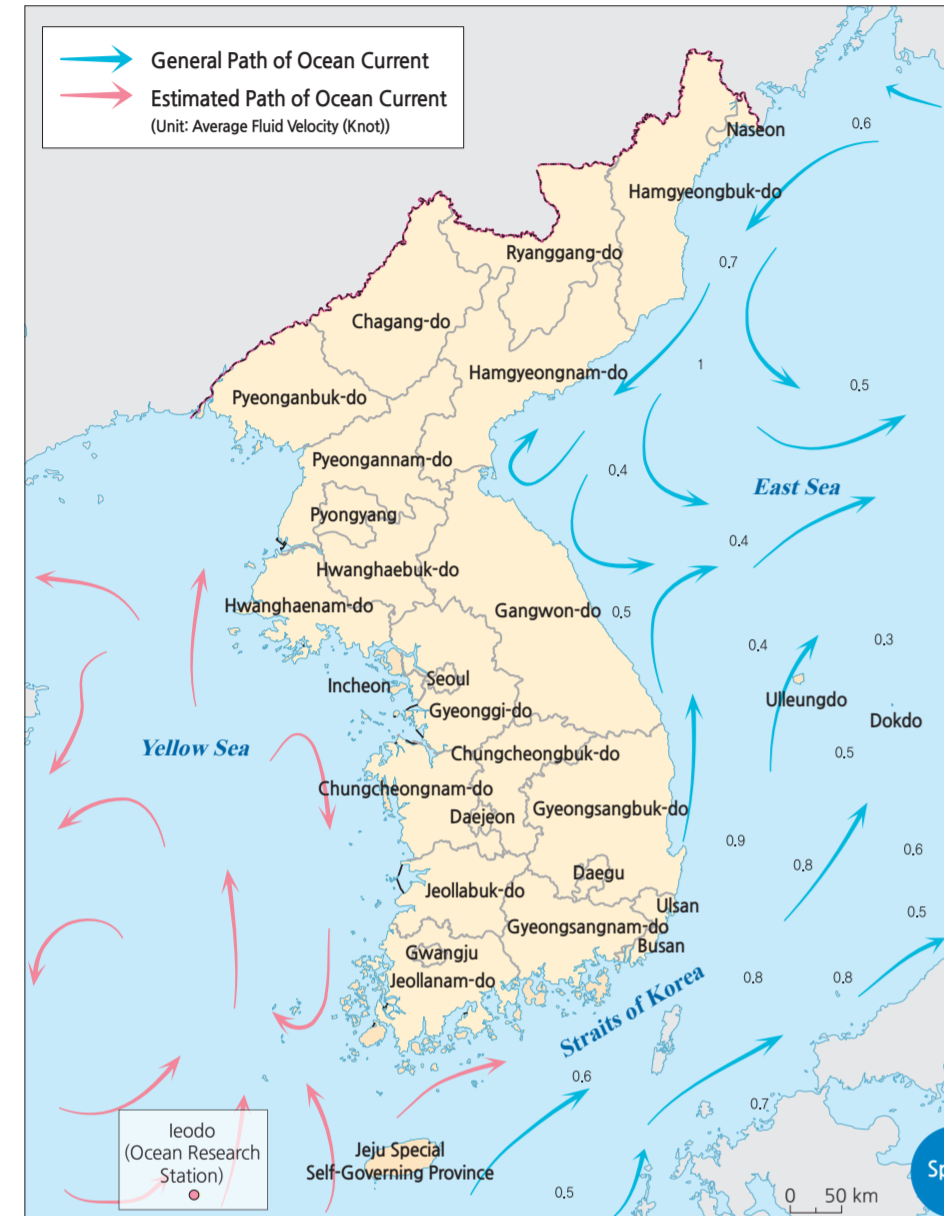 General Path of Ocean Current
Estimated Path of Ocean Current
(Unit: Average Fluid Velocity (Knot))
0.6
Naseon
Hamgyeongbuk-do
Ryanggang-do
0.7
Chagang-do
1
Hamgyeongnam-do
0.5
Pyeonganbuk-do
Pyeongannam-do
0.4
East Sea
Pyongyang
0.4
Hwanghaebuk-do
Hwanghaenam-do
Gangwon-do
0.5
0.4
0.3
Seoul
Incheon
Ulleungdo
Gyeonggi-do
Dokdo
Yellow Sea
Chungcheongbuk-do
0.5
Chungcheongnam-do
Gyeongsangbuk-do
Daejeon
0.9
0.6
0.8
Daegu
Jeollabuk-do
Ulsan
0.5
Gyeongsangnam-do
Busan
Gwangju
Jeollanam-do
0.8
0.8
Straits of Korea
0.6
0.7
Ieodo
(Ocean Research
Station)
Jeju Special
Self-Governing Province
0.5
0 50 km
Sp